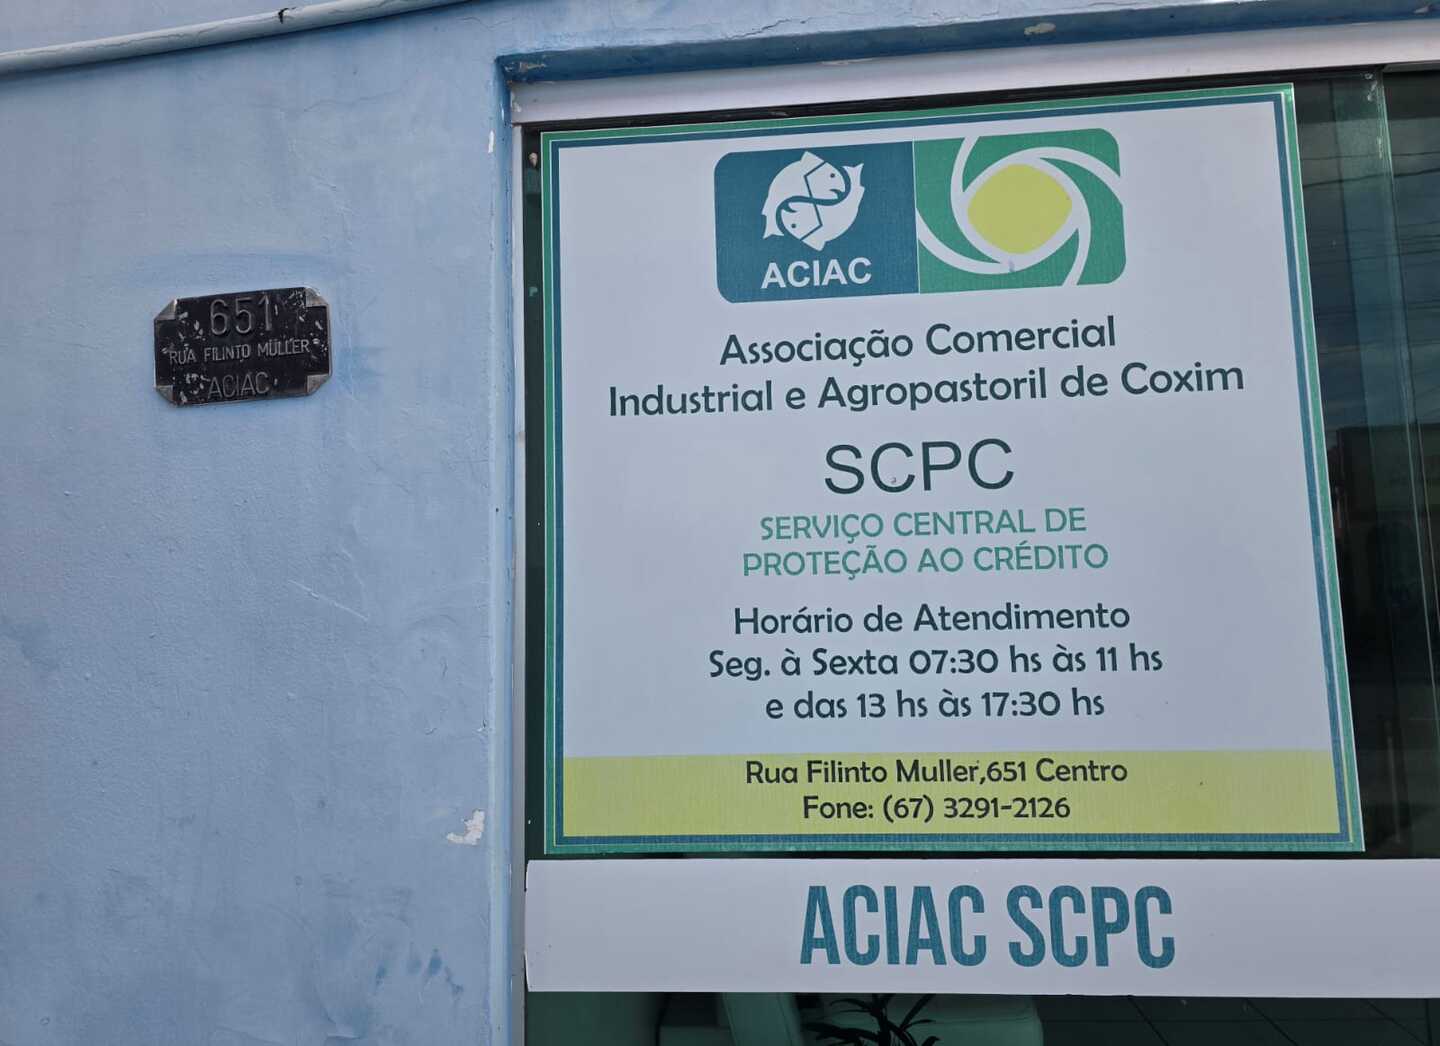 651
RUA FILINTO MÜLLER
ACIAC
ACIAC
Associação Comercial
Industrial e Agropastoril de Coxim
SCPC
SERVIÇO CENTRAL DE
PROTEÇÃO AO CRÉDITO
Horário de Atendimento
Seg. à Sexta 07:30 hs às 11 hs
e das 13 hs às 17:30 hs
Rua Filinto Muller,651 Centro
Fone: (67) 3291-2126
ACIAC SCPC